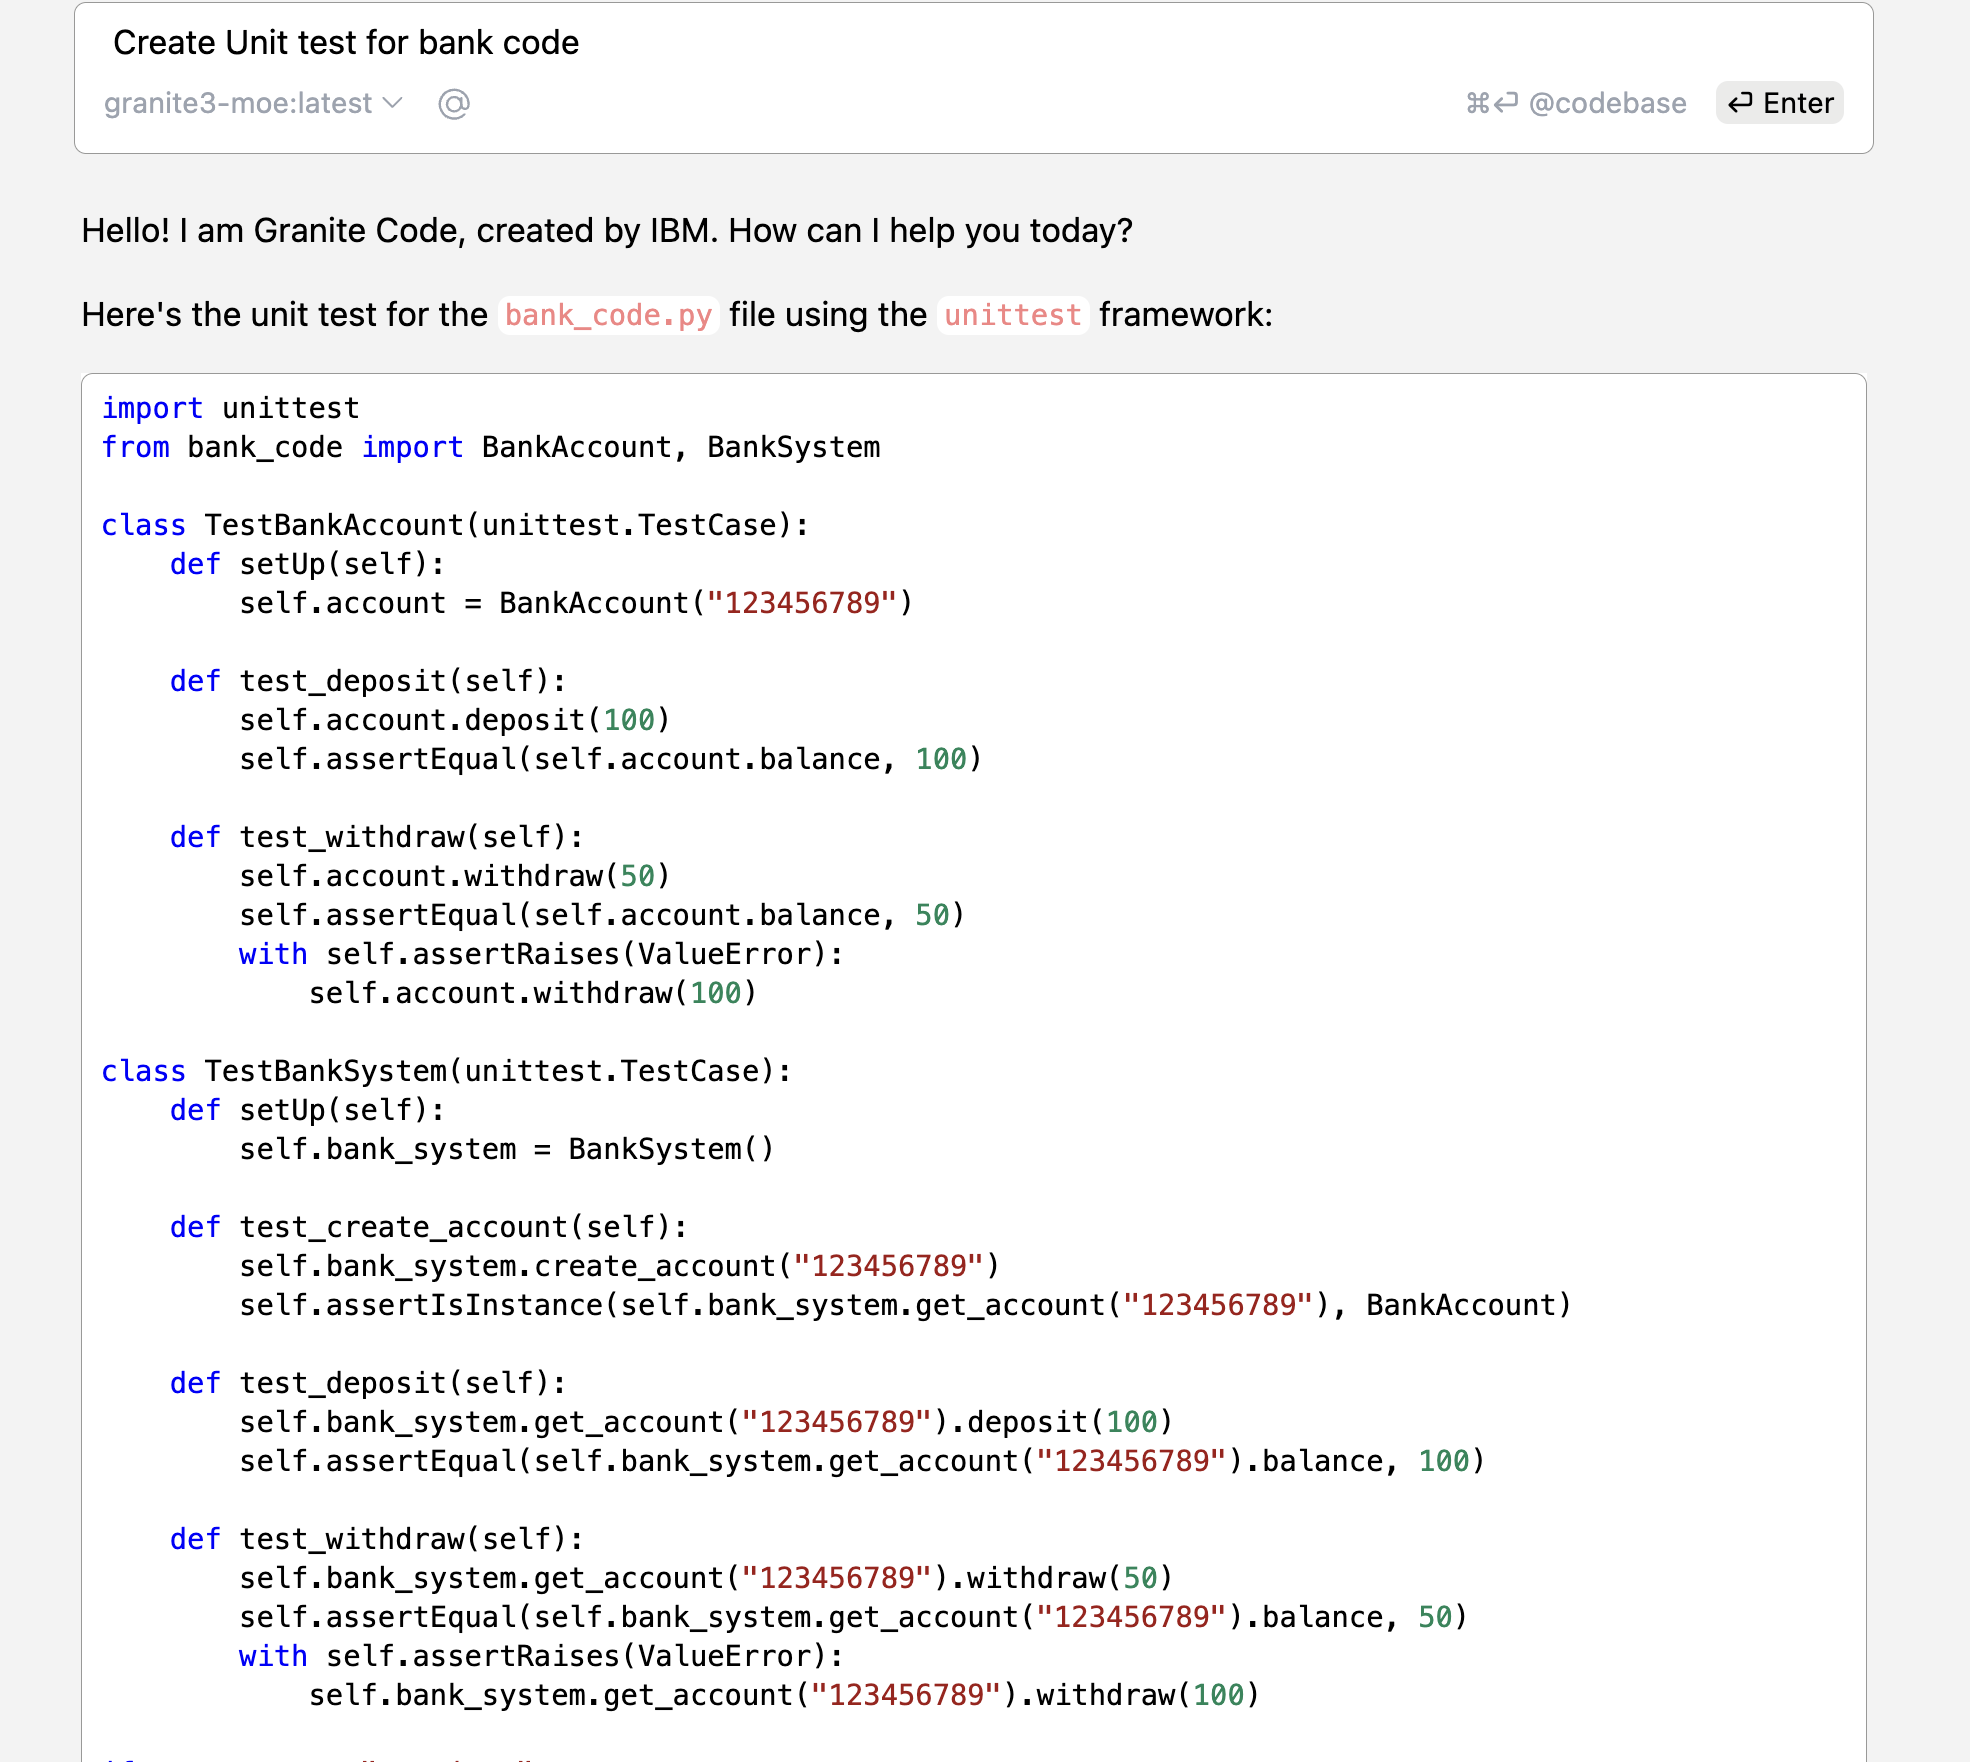 Create Unit test for bank code
granite3-moe:latest @ ⌘⏎ @codebase ⏎ Enter
Hello! I am Granite Code, created by IBM. How can I help you today?
Here's the unit test for the bank_code.py file using the unittest framework:
import unittest
from bank_code import BankAccount, BankSystem
class TestBankAccount(unittest.TestCase):
    def setUp(self):
        self.account = BankAccount("123456789")
    def test_deposit(self):
        self.account.deposit(100)
        self.assertEqual(self.account.balance, 100)
    def test_withdraw(self):
        self.account.withdraw(50)
        self.assertEqual(self.account.balance, 50)
        with self.assertRaises(ValueError):
            self.account.withdraw(100)
class TestBankSystem(unittest.TestCase):
    def setUp(self):
        self.bank_system = BankSystem()
    def test_create_account(self):
        self.bank_system.create_account("123456789")
        self.assertIsInstance(self.bank_system.get_account("123456789"), BankAccount)
    def test_deposit(self):
        self.bank_system.get_account("123456789").deposit(100)
        self.assertEqual(self.bank_system.get_account("123456789").balance, 100)
    def test_withdraw(self):
        self.bank_system.get_account("123456789").withdraw(50)
        self.assertEqual(self.bank_system.get_account("123456789").balance, 50)
        with self.assertRaises(ValueError):
            self.bank_system.get_account("123456789").withdraw(100)